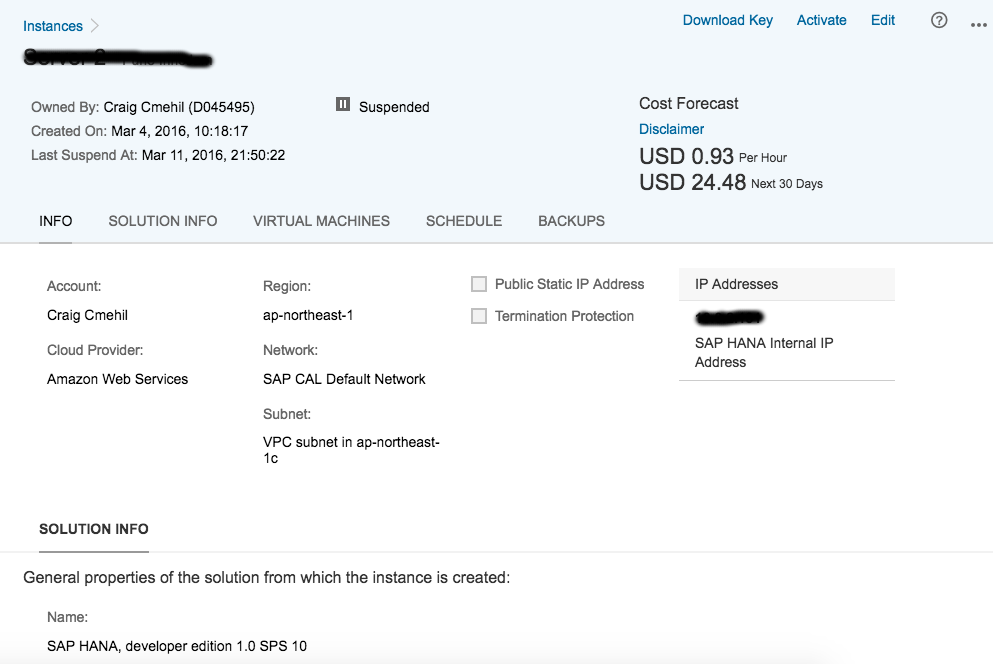 Instances
Download Key Activate Edit
Owned By: Craig Cmehil (D045495)
Created On: Mar 4, 2016, 10:18:17
Last Suspend At: Mar 11, 2016, 21:50:22
Suspended
Cost Forecast
Disclaimer
USD 0.93 Per Hour
USD 24.48 Next 30 Days
INFO SOLUTION INFO VIRTUAL MACHINES SCHEDULE BACKUPS
Account:
Craig Cmehil
Cloud Provider:
Amazon Web Services
Region:
ap-northeast-1
Network:
SAP CAL Default Network
Subnet:
VPC subnet in ap-northeast-
1c
Public Static IP Address
Termination Protection
IP Addresses
SAP HANA Internal IP
Address
SOLUTION INFO
General properties of the solution from which the instance is created:
Name:
SAP HANA, developer edition 1.0 SPS 10